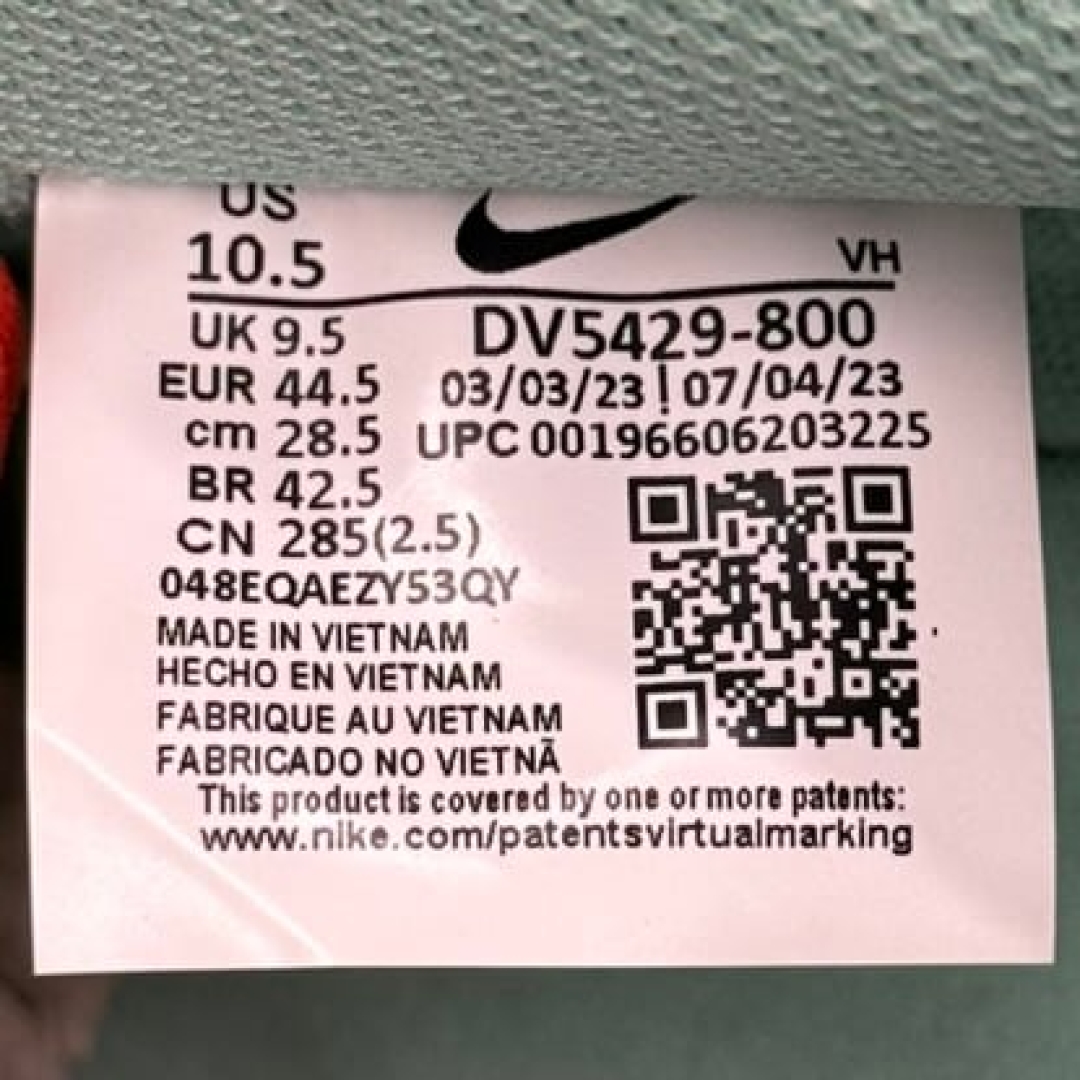 US
10.5
VH
UK 9.5
DV5429-800
EUR 44.5
03/03/23 | 07/04/23
cm 28.5
UPC 00196606203225
BR 42.5
CN 285(2.5)
048EQAEZY53QY
MADE IN VIETNAM
HECHO EN VIETNAM
FABRIQUE AU VIETNAM
FABRICADO NO VIETNÃ
This product is covered by one or more patents:
www.nike.com/patentsvirtualmarking